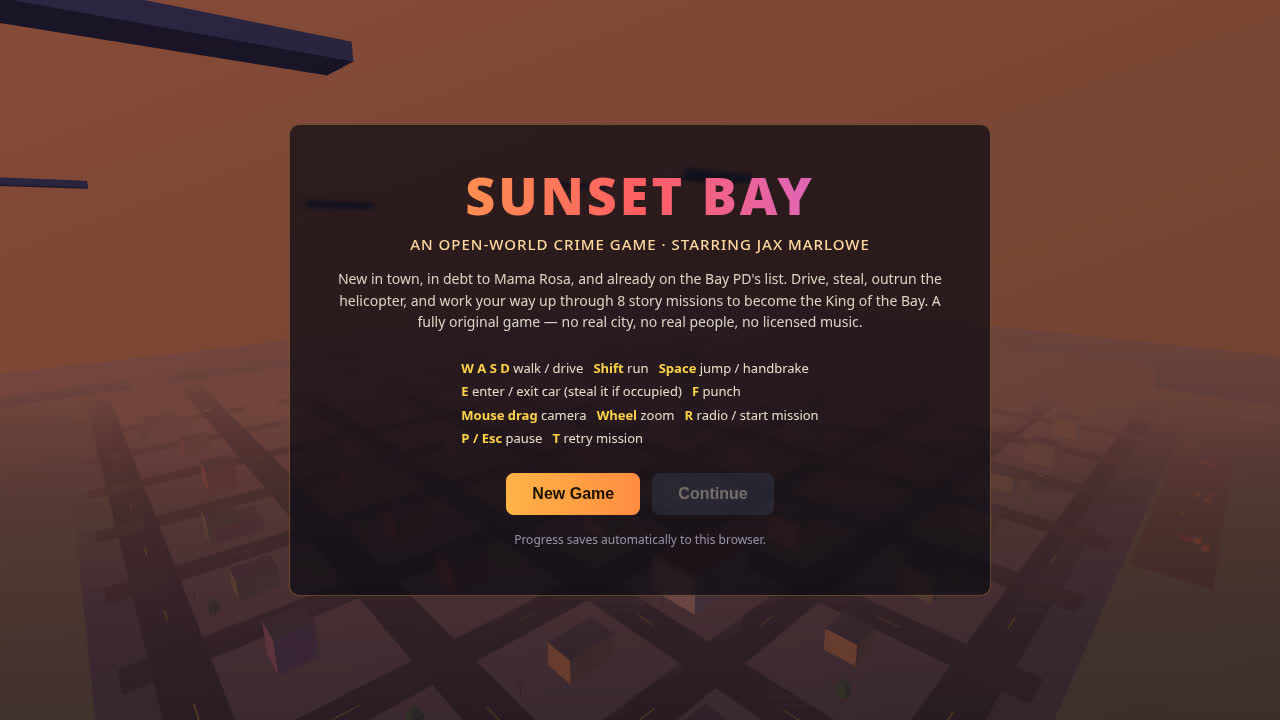 SUNSET BAY
AN OPEN-WORLD CRIME GAME · STARRING JAX MARLOWE
New in town, in debt to Mama Rosa, and already on the Bay PD's list. Drive, steal, outrun the
helicopter, and work your way up through 8 story missions to become the King of the Bay. A
fully original game — no real city, no real people, no licensed music.
W A S D walk / drive Shift run Space jump / handbrake
E enter / exit car (steal it if occupied) F punch
Mouse drag camera Wheel zoom R radio / start mission
P / Esc pause T retry mission
New Game Continue
Progress saves automatically to this browser.